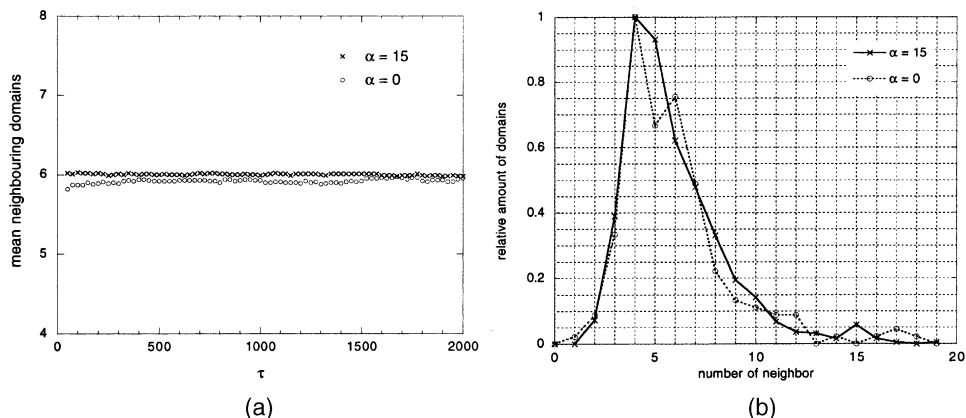 8
7
6
5
4
mean neighbouring domains
× α = 15
○ α = 0
0 500 1000 1500 2000
τ
(a)
1
0.8
0.6
0.4
0.2
0
relative amount of domains
α = 15
α = 0
0 5 10 15 20
number of neighbor
(b)